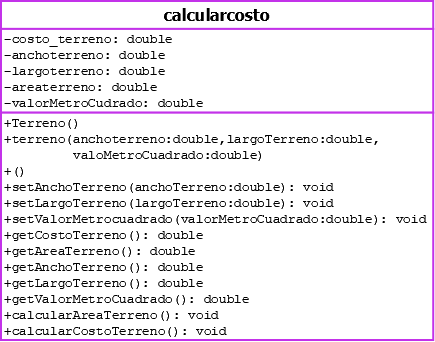 calcularcosto
-costo_terreno: double
-anchoterreno: double
-largoterreno: double
-areaterreno: double
-valorMetroCudrado: double
+Terreno()
+terreno(anchoterreno:double,largoTerreno:double,
valoMetroCuadrado:double)
+()
+setAnchoTerreno(anchoTerreno:double): void
+setLargoTerreno(largoTerreno:double): void
+setValorMetrocuadrado(valorMetroCuadrado:double): void
+getCostoTerreno(): double
+getAreaTerreno(): double
+getAnchoTerreno(): double
+getLargoTerreno(): double
+getValorMetroCuadrado(): double
+calcularAreaTerreno(): void
+calcularCostoTerreno(): void